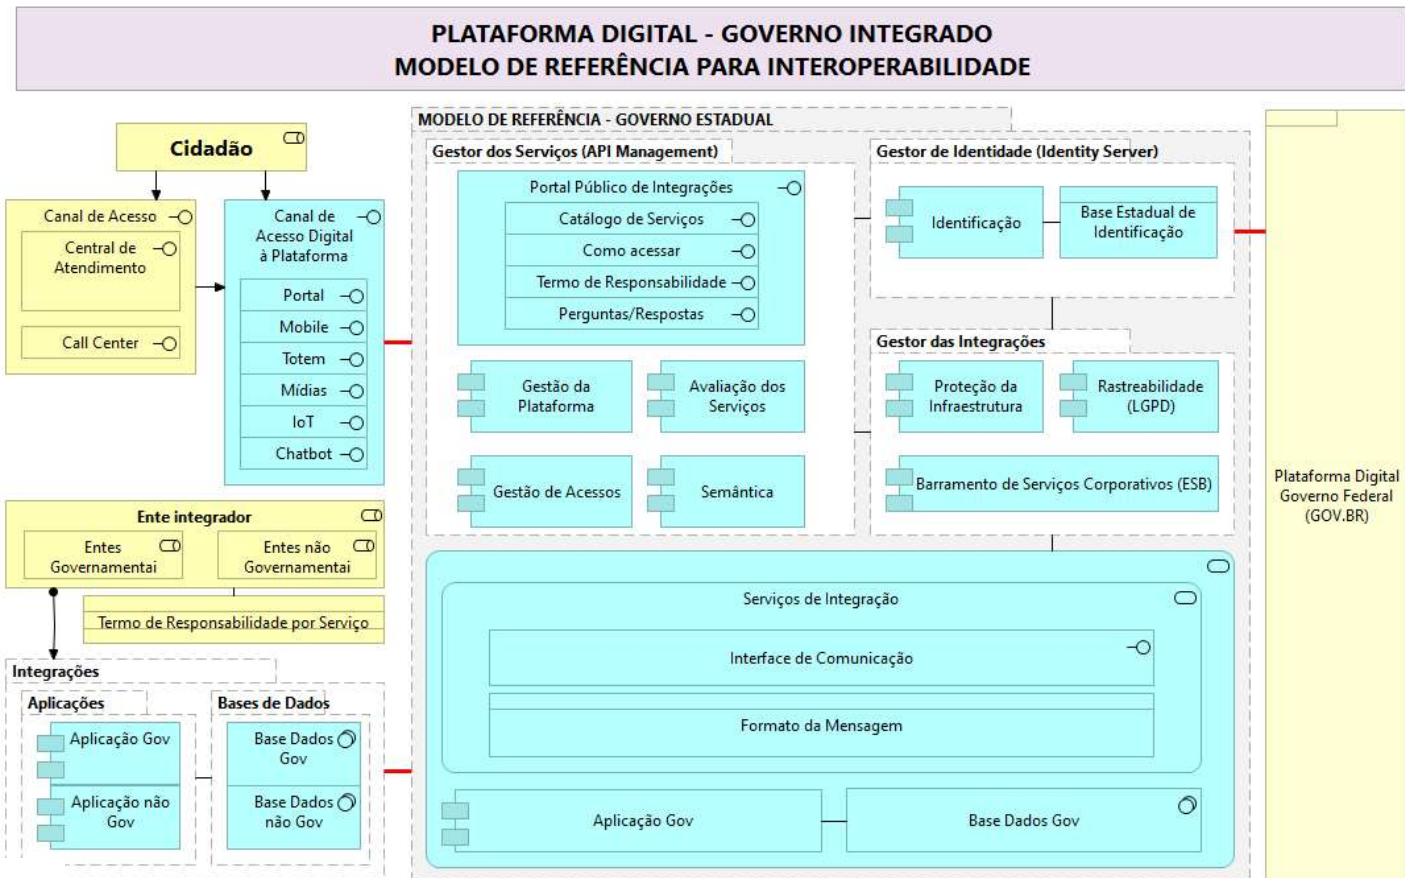 PLATAFORMA DIGITAL - GOVERNO INTEGRADO
MODELO DE REFERÊNCIA PARA INTEROPERABILIDADE
Cidadão
Canal de Acesso
Central de
Atendimento
Call Center
Canal de
Acesso Digital
à Plataforma
Portal
Mobile
Totem
Mídias
IoT
Chatbot
Ente integrador
Entes
Governamentai
Entes não
Governamentai
Termo de Responsabilidade por Serviço
Integrações
Aplicações
Aplicação Gov
Aplicação não
Gov
Bases de Dados
Base Dados
Gov
Base Dados
não Gov
MODELO DE REFERÊNCIA - GOVERNO ESTADUAL
Gestor dos Serviços (API Management)
Portal Público de Integrações
Catálogo de Serviços
Como acessar
Termo de Responsabilidade
Perguntas/Respostas
Gestão da
Plataforma
Avaliação dos
Serviços
Gestão de Acessos
Semântica
Gestor de Identidade (Identity Server)
Identificação
Base Estadual de
Identificação
Gestor das Integrações
Proteção da
Infraestrutura
Rastreabilidade
(LGPD)
Barramento de Serviços Corporativos (ESB)
Serviços de Integração
Interface de Comunicação
Formato da Mensagem
Aplicação Gov
Base Dados Gov
Plataforma Digital
Governo Federal
(GOV.BR)